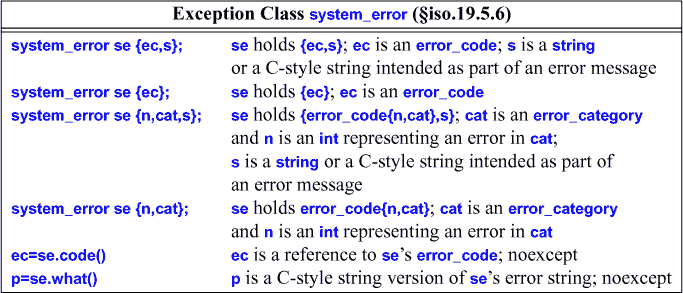 Exception Class system_error (§iso.19.5.6)
system_error se {ec,s}; se holds {ec,s}; ec is an error_code; s is a string
or a C-style string intended as part of an error message
system_error se {ec}; se holds {ec}; ec is an error_code
system_error se {n,cat,s}; se holds {error_code{n,cat},s}; cat is an error_category
and n is an int representing an error in cat;
s is a string or a C-style string intended as part of
an error message
system_error se {n,cat}; se holds error_code{n,cat}; cat is an error_category
and n is an int representing an error in cat
ec=se.code() ec is a reference to se’s error_code; noexcept
p=se.what() p is a C-style string version of se’s error string; noexcept